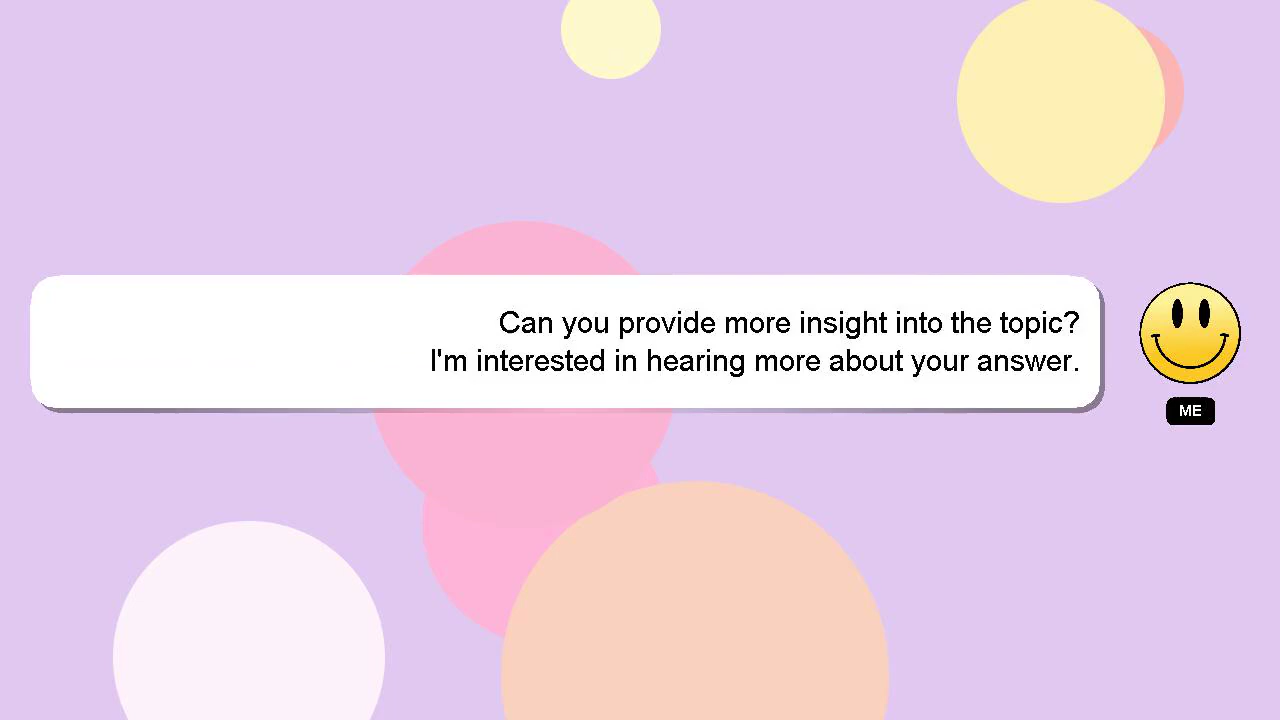 Can you provide more insight into the topic?
I'm interested in hearing more about your answer.
ME